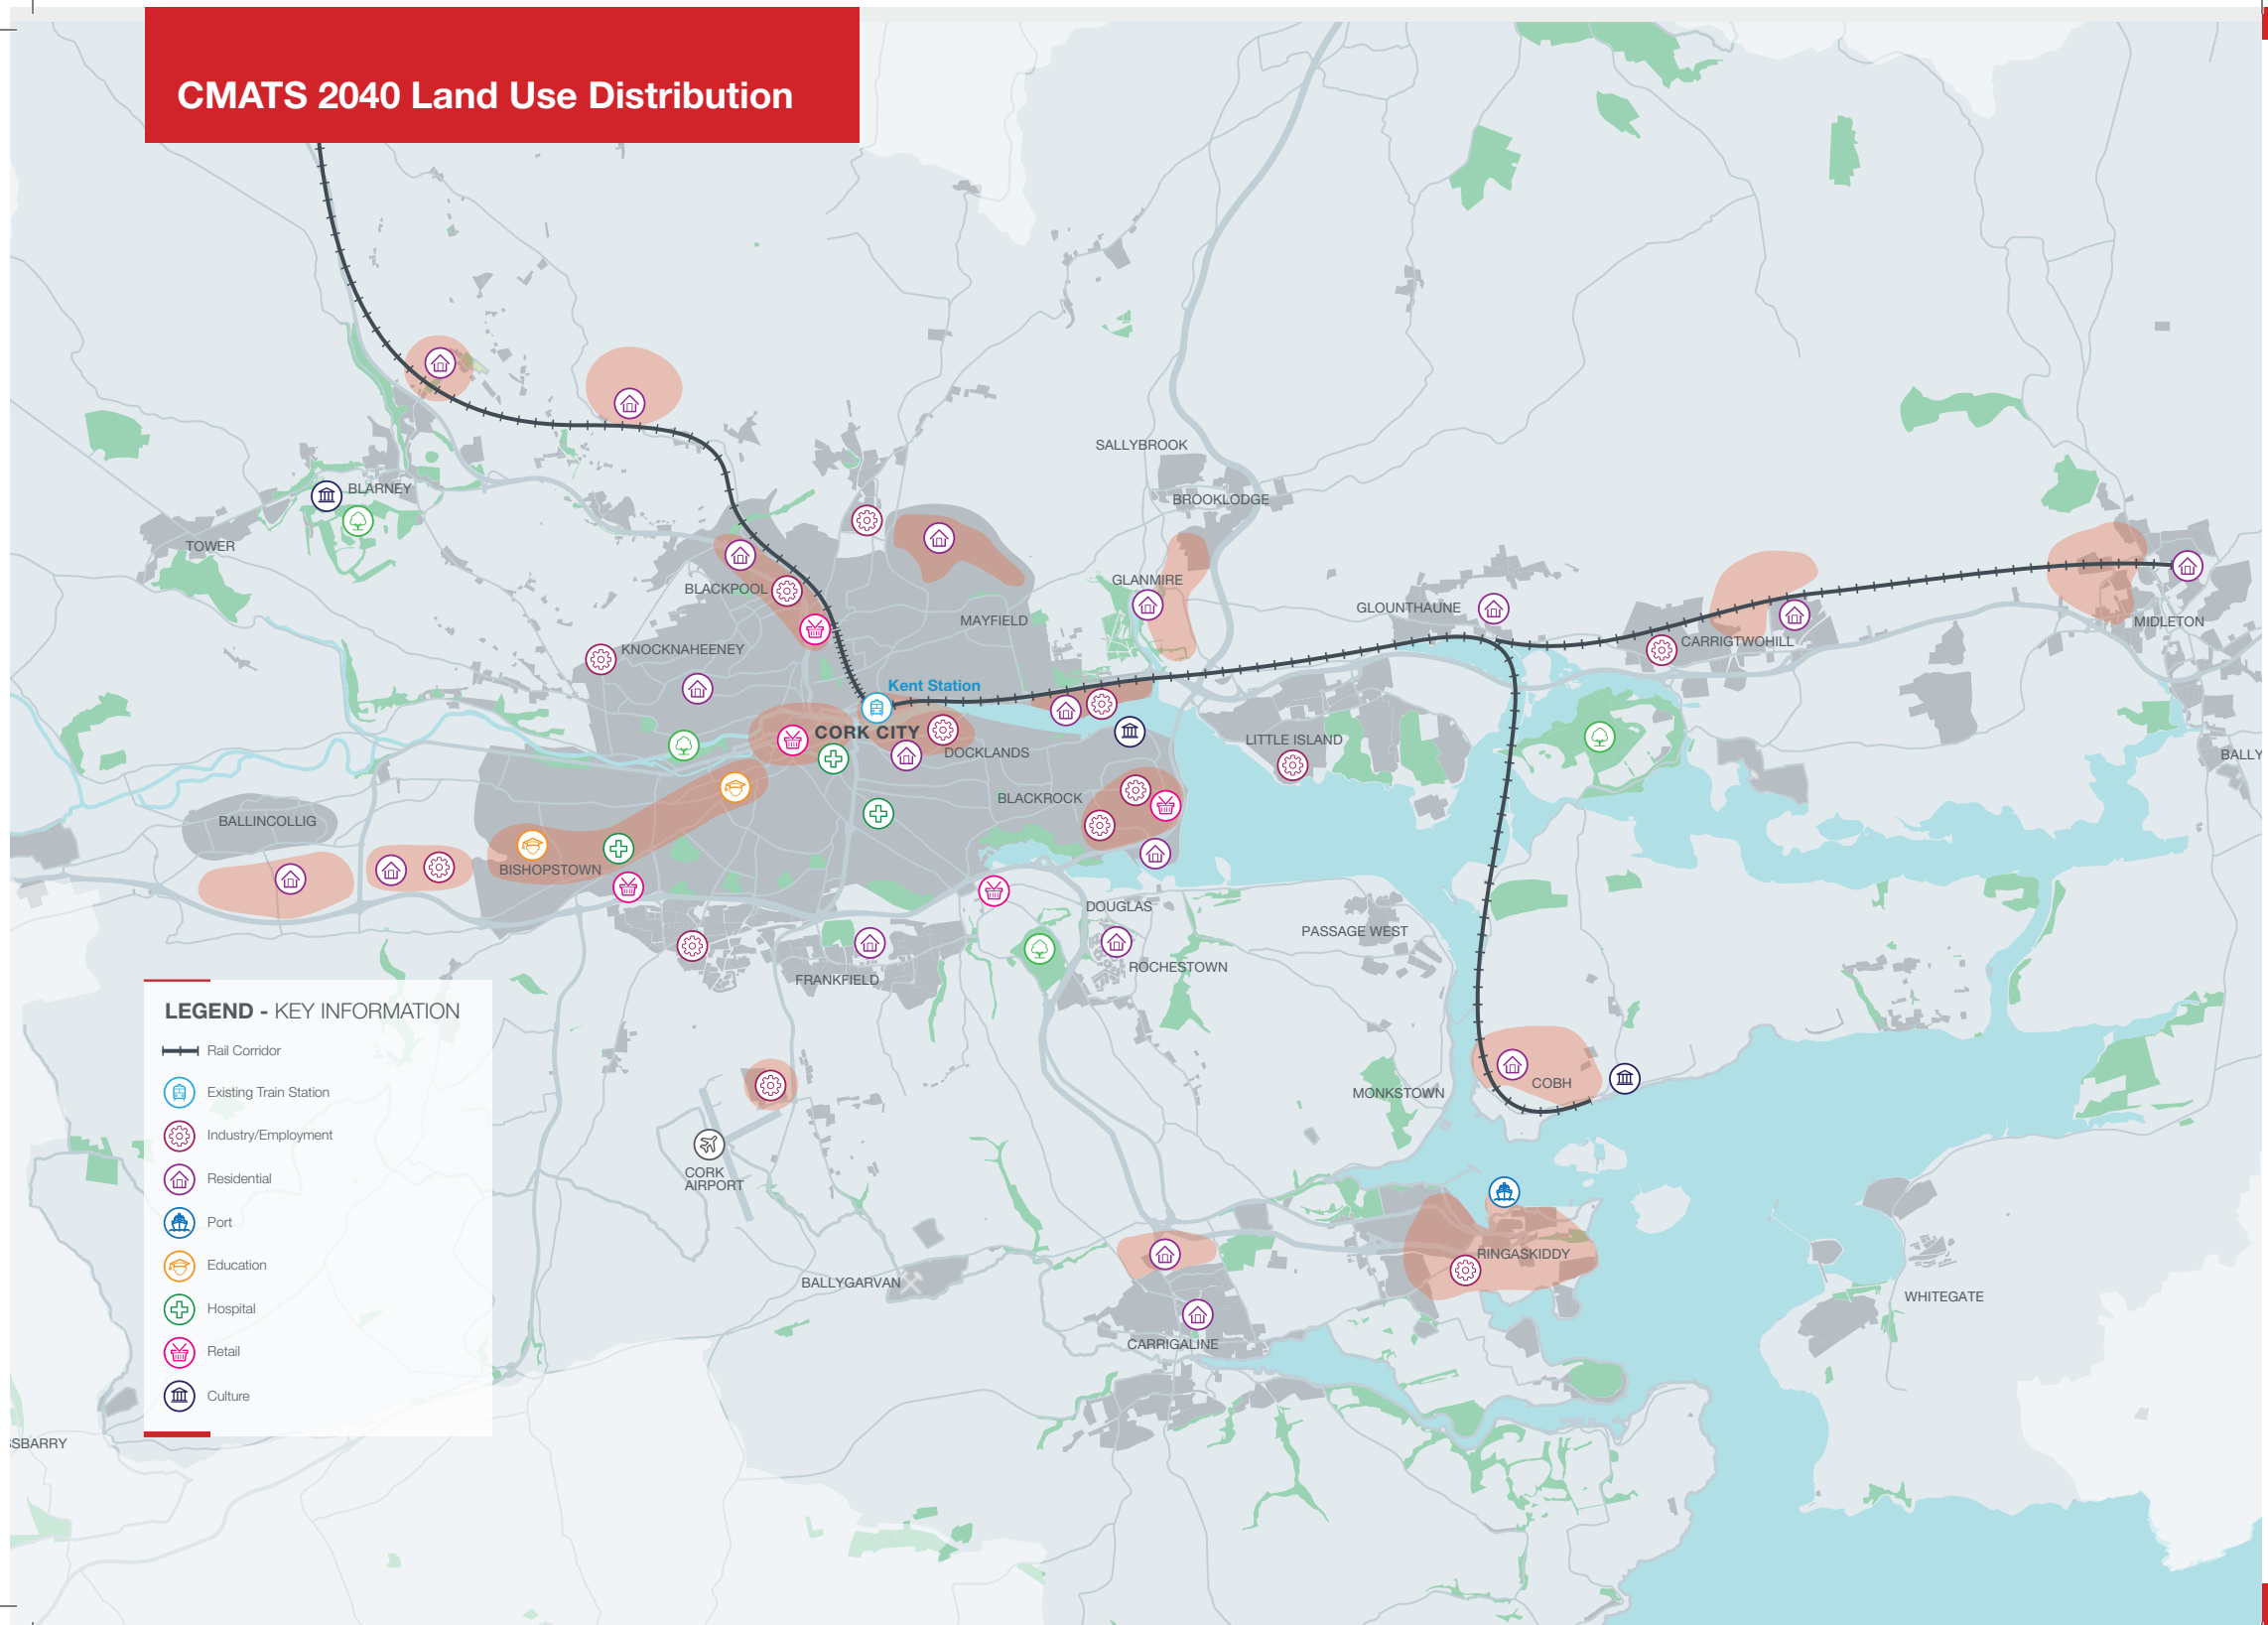 CMATS 2040 Land Use Distribution
SALLYBROOK
BLARNEY
BROOKLODGE
TOWER
GLANMIRE
BLACKPOOL
GLOUNTHAUNE
MAYFIELD
MIDLETON
CARRIGTWOHILL
KNOCKNAHEENEY
Kent Station
CORK CITY
LITTLE ISLAND
DOCKLANDS
BALLY
BLACKROCK
BALLINCOLLIG
BISHOPSTOWN
DOUGLAS
PASSAGE WEST
ROCHESTOWN
FRANKFIELD
LEGEND - KEY INFORMATION
Rail Corridor
Existing Train Station
Industry/Employment
Residential
Port
Education
Hospital
Retail
Culture
COBH
MONKSTOWN
CORK
AIRPORT
RINGASKIDDY
BALLYGARVAN
WHITEGATE
CARRIGALINE
SSBARRY